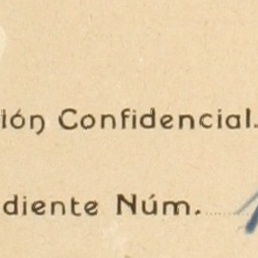 ión Confidencial.
diente Núm.